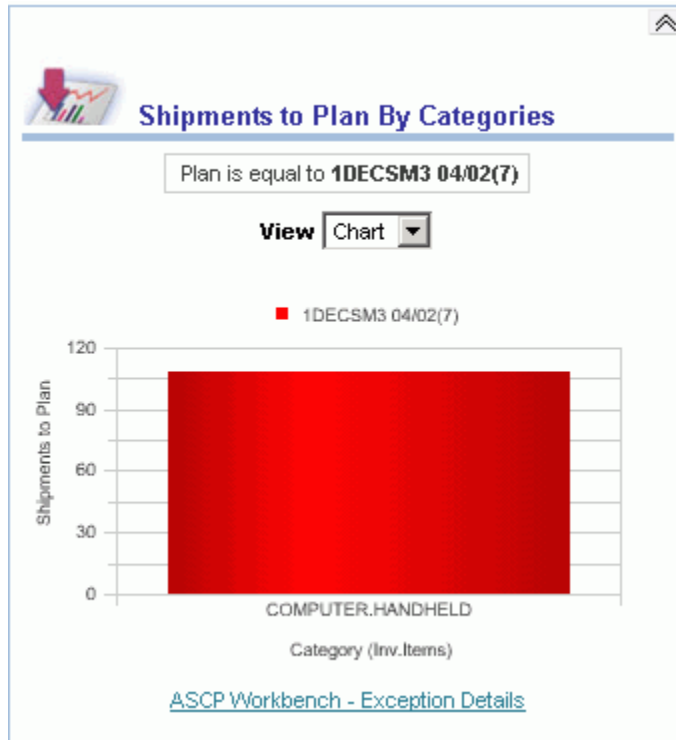 Shipments to Plan By Categories
Plan is equal to 1DECSM3 04/02(7)
View Chart
1DECSM3 04/02(7)
120
90
60
30
0
Shipments to Plan
COMPUTER.HANDHELD
Category (Inv.Items)
ASCP Workbench - Exception Details